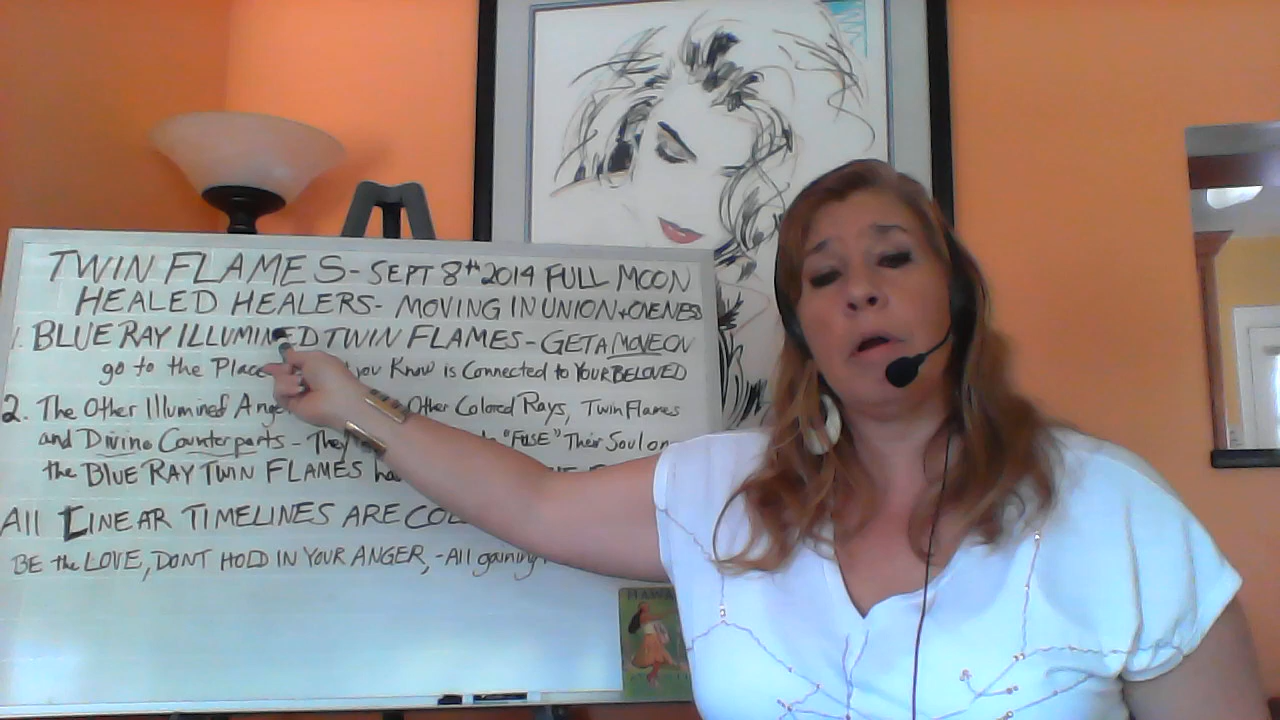 TWIN FLAMES - SEPT 8th 2014 FULL MOON
HEALED HEALERS - MOVING IN UNION + ONENESS
1. BLUE RAY ILLUMINED TWIN FLAMES - GET A MOVE ON
go to the Place you Know is Connected to YOUR BELOVED
2. The Other Illumined Other Colored Rays, Twin Flames
and Divine Counterparts - They "FUSE" Their Soul
the BLUE RAY TWIN FLAMES
All LINEAR TIMELINES ARE
BE the LOVE, DONT HOLD IN YOUR ANGER, - All
HAWA